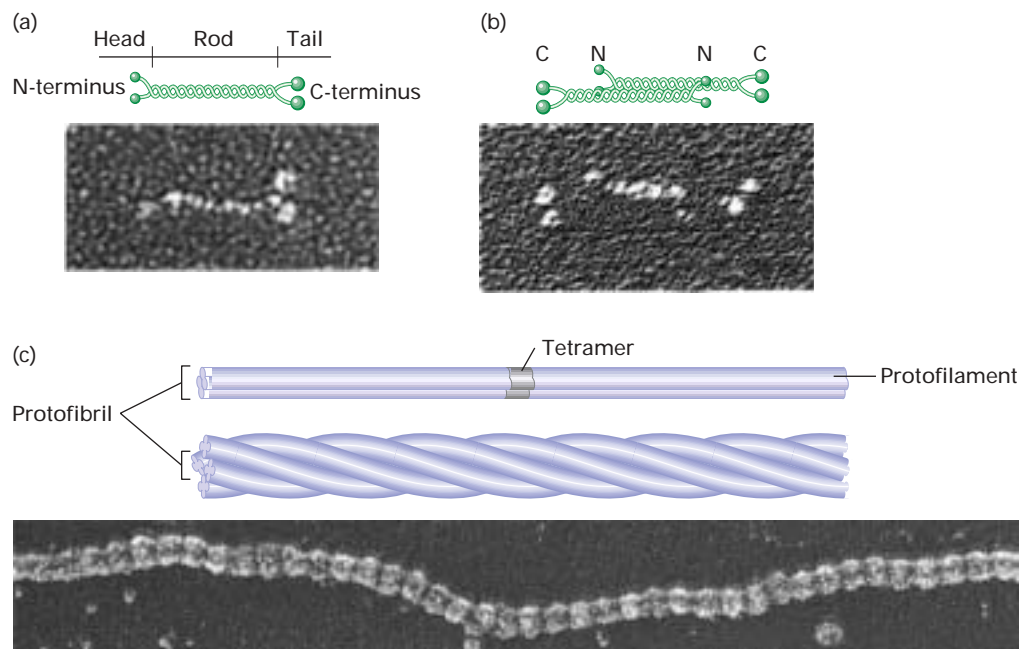 (a)
Head Rod Tail
N-terminus
C-terminus
(b)
C N N C
(c)
Tetramer
Protofilament
Protofibril